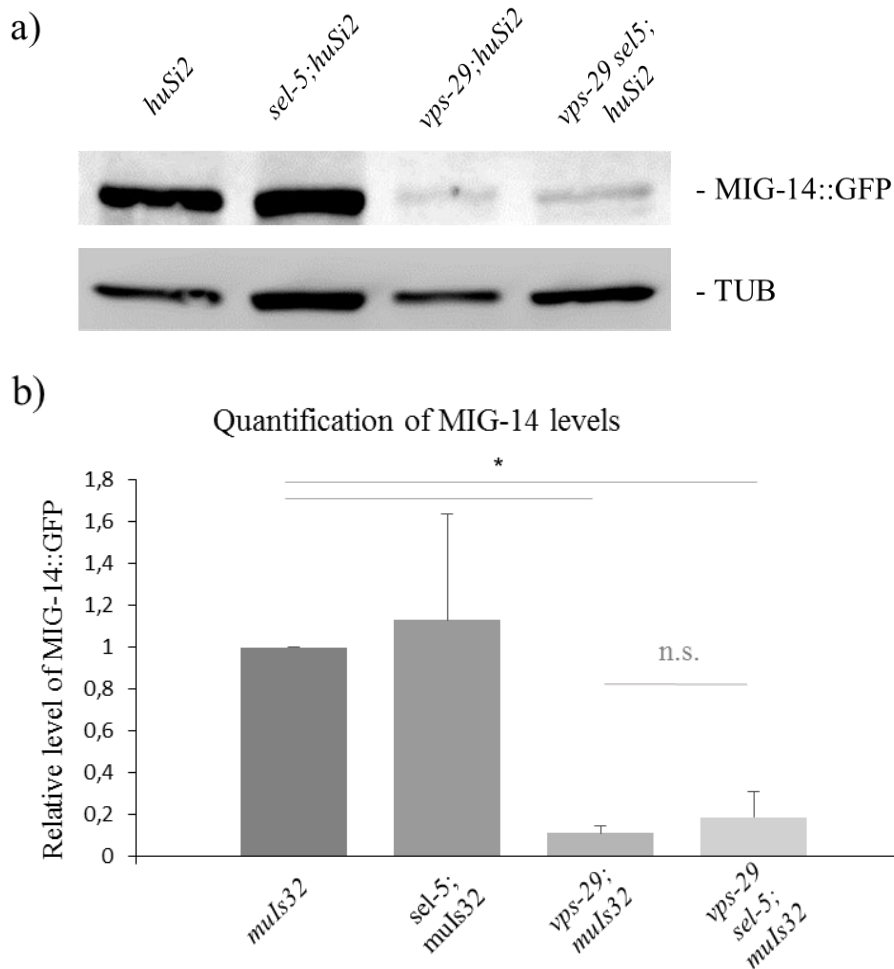 a)
huSi2
sel-5;huSi2
vps-29;huSi2
vps-29 sel5;
huSi2
- MIG-14::GFP
- TUB
b)
Quantification of MIG-14 levels
*
n.s.
Relative level of MIG-14::GFP
1,8
1,6
1,4
1,2
1
0,8
0,6
0,4
0,2
0
muIs32
sel-5;
muIs32
vps-29;
muIs32
vps-29
sel-5;
muIs32